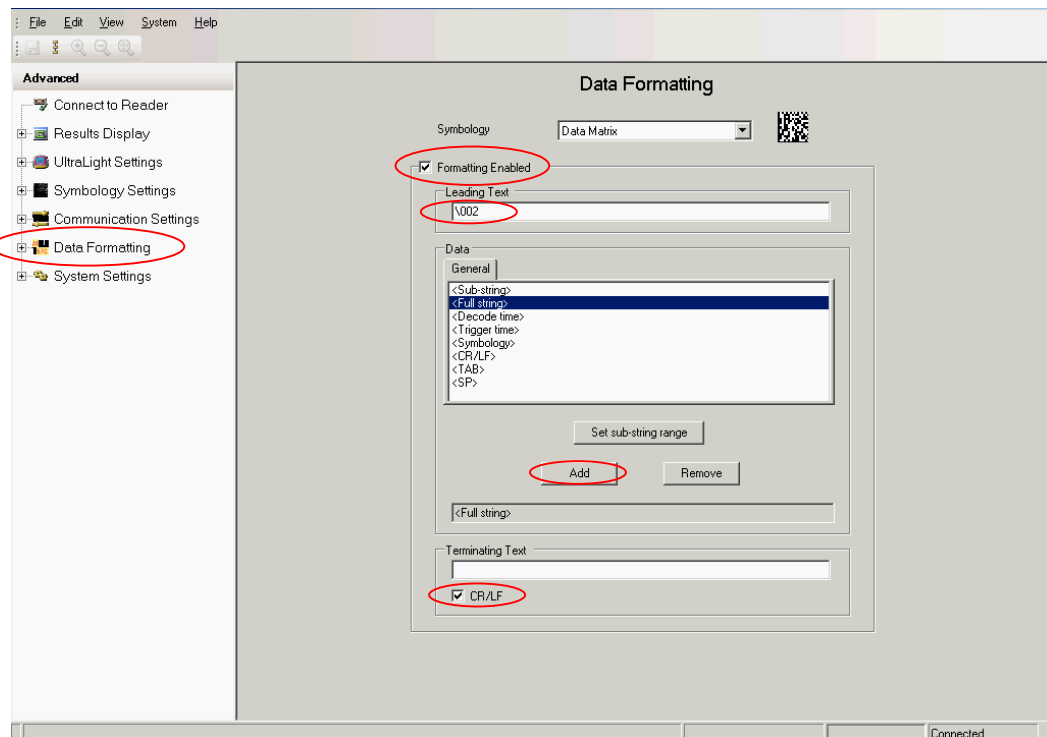 File Edit View System Help
Advanced
Connect to Reader
Results Display
UltraLight Settings
Symbology Settings
Communication Settings
Data Formatting
System Settings
Data Formatting
Symbology Data Matrix
Formatting Enabled
Leading Text
\002
Data
General
<Sub-string>
<Full string>
<Decode time>
<Trigger time>
<Symbology>
<CR/LF>
<TAB>
<SP>
Set sub-string range
Add Remove
<Full string>
Terminating Text
CR/LF
Connected